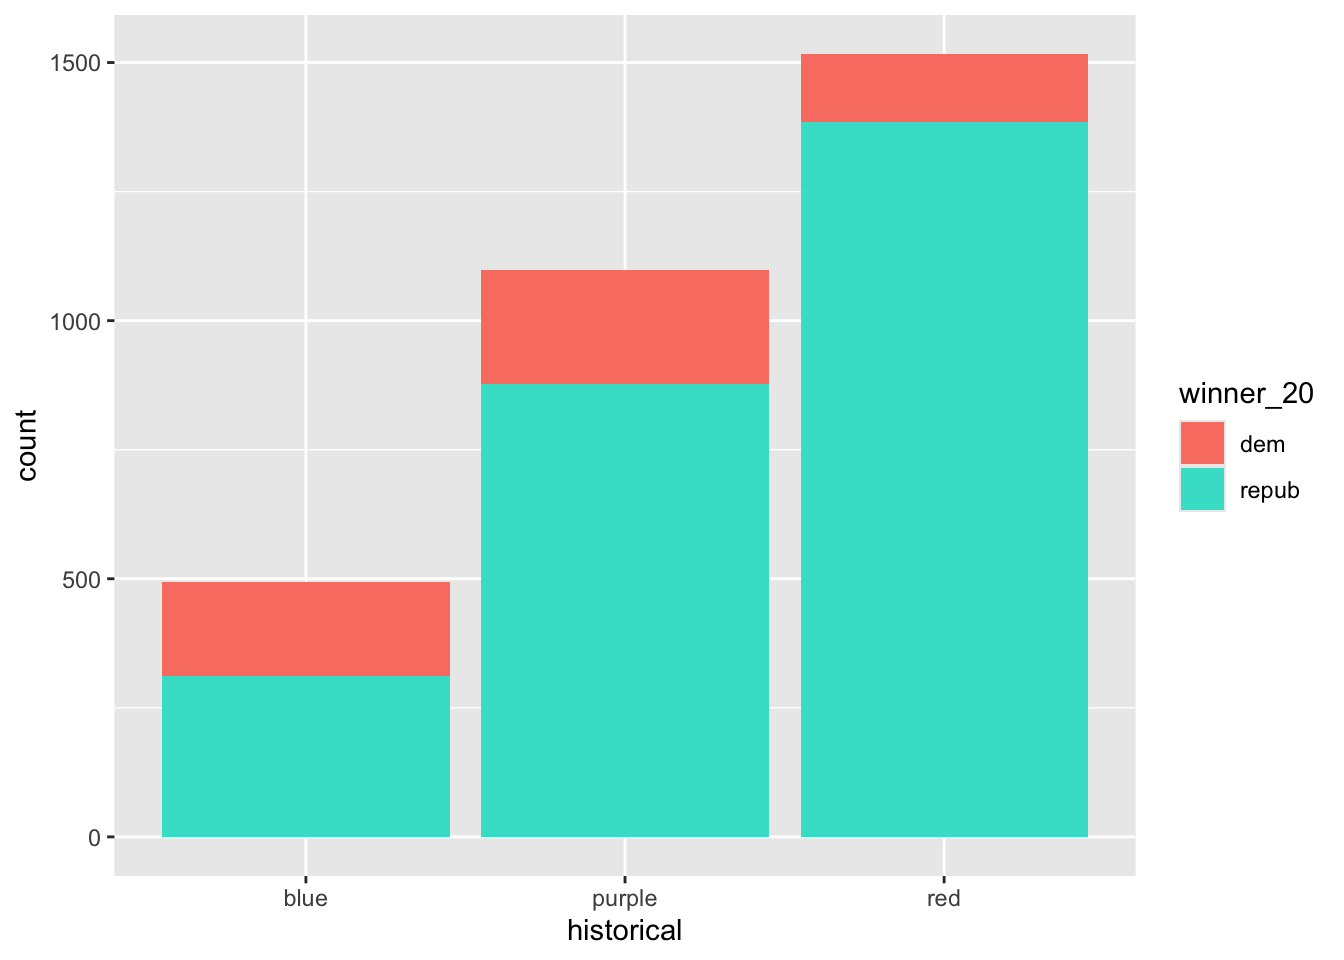 1500
1000
500
0
count
blue purple red
historical
winner_20
dem
repub